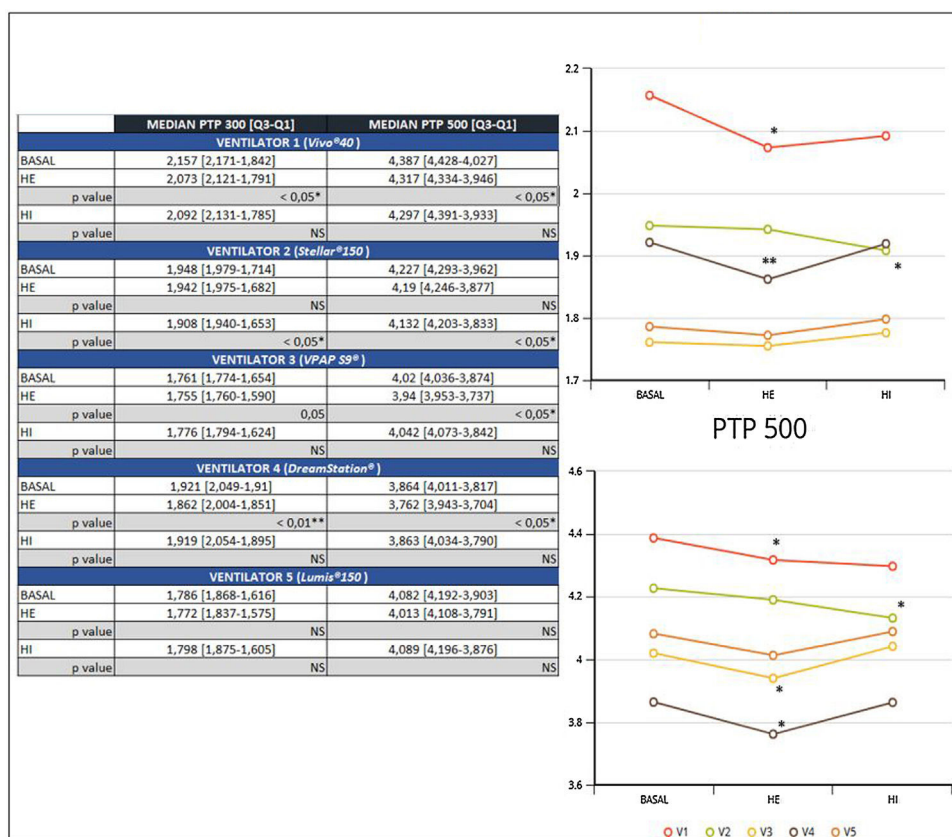 MEDIAN PTP 300 [Q3-Q1] MEDIAN PTP 500 [Q3-Q1]
VENTILATOR 1 (Vivo®40)
BASAL 2,157 [2,171-1,842] 4,387 [4,428-4,027]
HE 2,073 [2,121-1,791] 4,317 [4,334-3,946]
p value < 0,05* < 0,05*
HI 2,092 [2,131-1,785] 4,297 [4,391-3,933]
p value NS NS
VENTILATOR 2 (Stellar®150)
BASAL 1,948 [1,979-1,714] 4,227 [4,293-3,962]
HE 1,942 [1,975-1,682] 4,19 [4,246-3,877]
p value NS NS
HI 1,908 [1,940-1,653] 4,132 [4,203-3,833]
p value < 0,05* < 0,05*
VENTILATOR 3 (VPAP S9®)
BASAL 1,761 [1,774-1,654] 4,02 [4,036-3,874]
HE 1,755 [1,760-1,590] 3,94 [3,953-3,737]
p value 0,05 < 0,05*
HI 1,776 [1,794-1,624] 4,042 [4,073-3,842]
p value NS NS
VENTILATOR 4 (DreamStation®)
BASAL 1,921 [2,049-1,91] 3,864 [4,011-3,817]
HE 1,862 [2,004-1,851] 3,762 [3,943-3,704]
p value < 0,01** < 0,05*
HI 1,919 [2,054-1,895] 3,863 [4,034-3,790]
p value NS NS
VENTILATOR 5 (Lumis®150)
BASAL 1,786 [1,868-1,616] 4,082 [4,192-3,903]
HE 1,772 [1,837-1,575] 4,013 [4,108-3,791]
p value NS NS
HI 1,798 [1,875-1,605] 4,089 [4,196-3,876]
p value NS NS
2.2
2.1
*
2
1.9
** *
1.8
1.7
BASAL HE HI
PTP 500
4.6
4.4
*
4.2
*
4
*
3.8
*
3.6
BASAL HE HI
V1 V2 V3 V4 V5